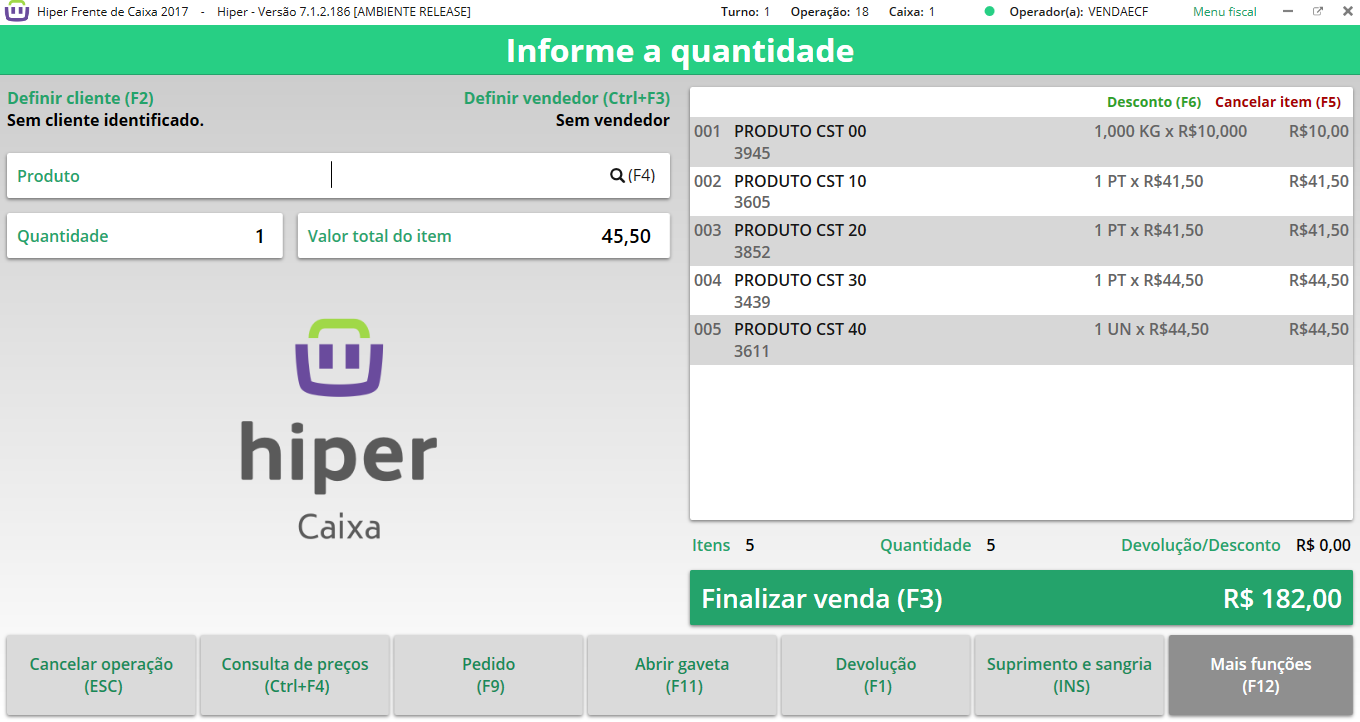 Hiper Frente de Caixa 2017 - Hiper - Versão 7.1.2.186 [AMBIENTE RELEASE] Turno: 1 Operação: 18 Caixa: 1 Operador(a): VENDAECF Menu fiscal
Informe a quantidade
Definir cliente (F2) Definir vendedor (Ctrl+F3)
Sem cliente identificado. Sem vendedor
Produto (F4)
Quantidade 1 Valor total do item 45,50
hiper
Caixa
Desconto (F6) Cancelar item (F5)
001 PRODUTO CST 00 1,000 KG x R$10,000 R$10,00
3945
002 PRODUTO CST 10 1 PT x R$41,50 R$41,50
3605
003 PRODUTO CST 20 1 PT x R$41,50 R$41,50
3852
004 PRODUTO CST 30 1 PT x R$44,50 R$44,50
3439
005 PRODUTO CST 40 1 UN x R$44,50 R$44,50
3611
Itens 5 Quantidade 5 Devolução/Desconto R$ 0,00
Finalizar venda (F3) R$ 182,00
Cancelar operação (ESC)
Consulta de preços (Ctrl+F4)
Pedido (F9)
Abrir gaveta (F11)
Devolução (F1)
Suprimento e sangria (INS)
Mais funções (F12)